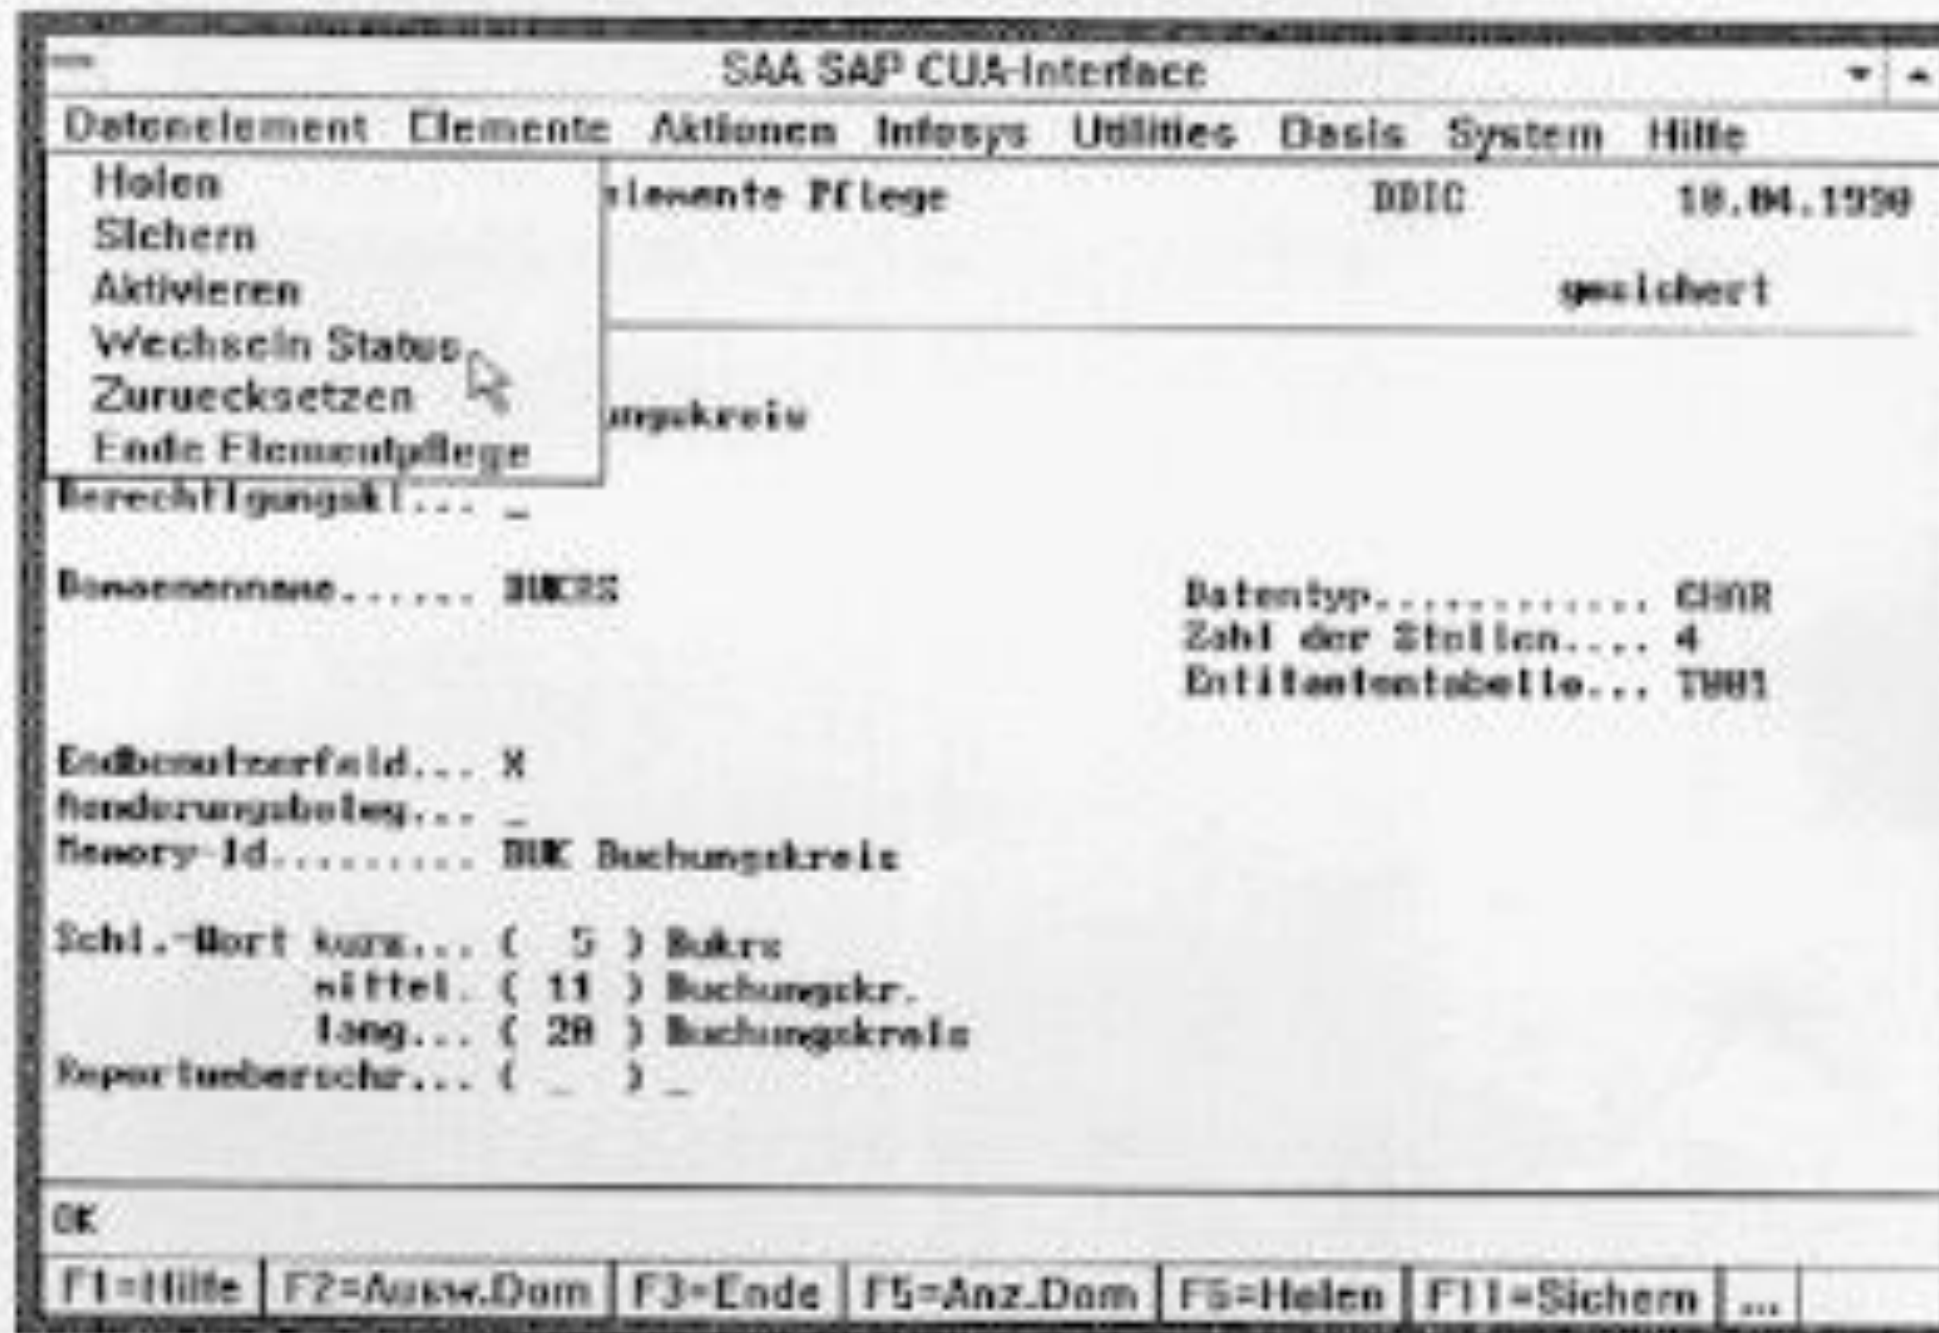 SAA SAP CUA-Interface
Datenelement Elemente Aktionen Infosys Utilities Basis System Hilfe
Holen
Sichern
Aktivieren
Wechseln Status
Zuruecksetzen
Ende Elementpflege
elemente Pflege DDIC 10.04.1990
gesichert
ungskreis
Berechtigungskl... _
Domaenenname...... BUKRS Datentyp............ CHAR
Zahl der Stellen.... 4
Entitaetentabelle... T001
Endbenutzerfeld... X
Aenderungsbeleg... _
Memory-Id......... BUK Buchungskreis
Schl.-Wort kurz... ( 5 ) Bukrs
mittel. ( 11 ) Buchungskr.
lang... ( 20 ) Buchungskreis
Reportueberschr... ( _ ) _
OK
F1=Hilfe F2=Ausw.Dom F3=Ende F5=Anz.Dom =Holen F11=Sichern ...